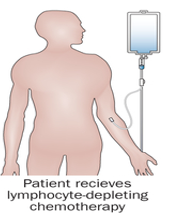 Patient recieves
lymphocyte-depleting
chemotherapy